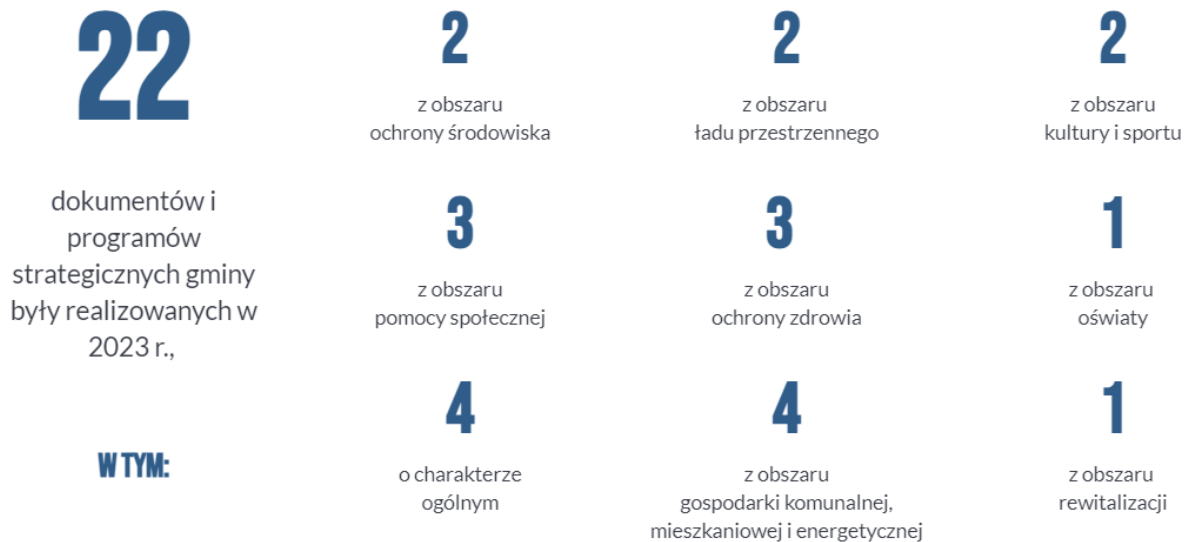 22
dokumentów i
programów
strategicznych gminy
były realizowanych w
2023 r.,
W TYM:
2
z obszaru
ochrony środowiska
2
z obszaru
ładu przestrzennego
2
z obszaru
kultury i sportu
3
z obszaru
pomocy społecznej
3
z obszaru
ochrony zdrowia
1
z obszaru
oświaty
4
o charakterze
ogólnym
4
z obszaru
gospodarki komunalnej,
mieszkaniowej i energetycznej
1
z obszaru
rewitalizacji